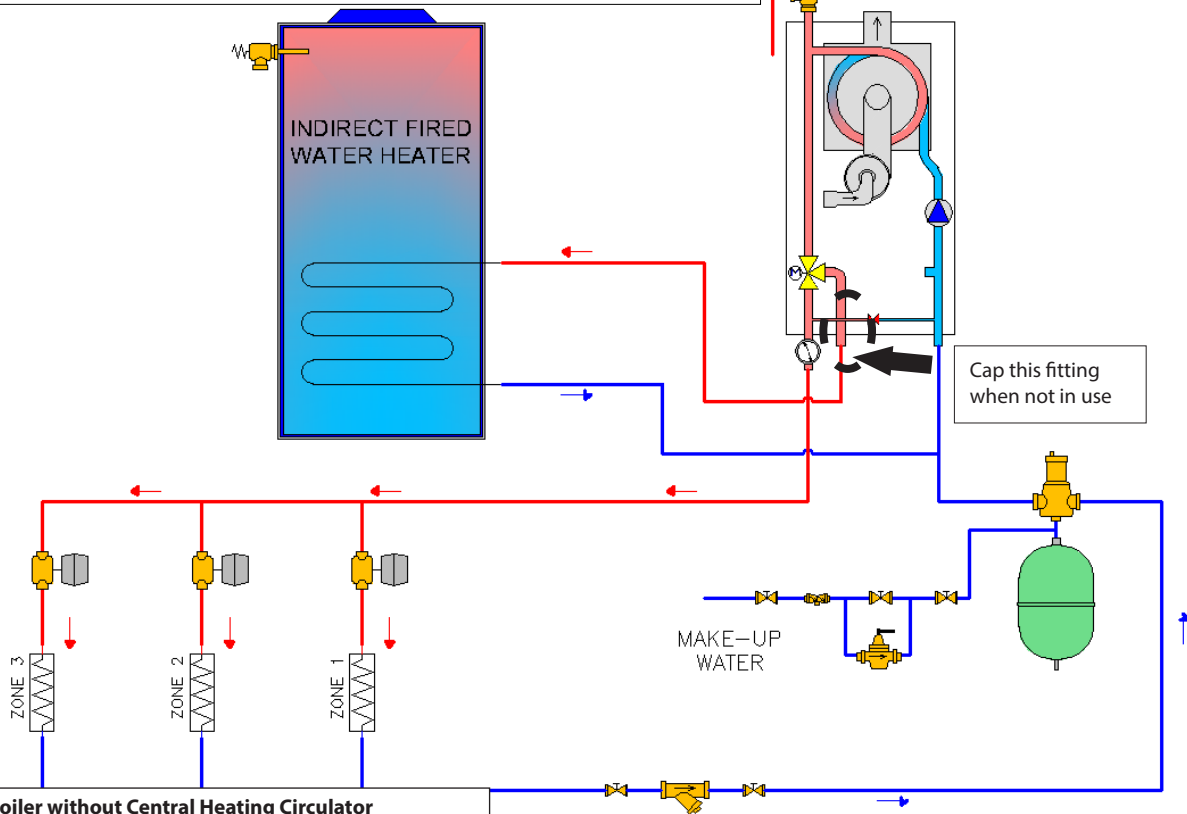 INDIRECT FIRED
WATER HEATER
M
Cap this fitting
when not in use
MAKE-UP
WATER
ZONE 3
ZONE 2
ZONE 1
without Central Heating Circulator